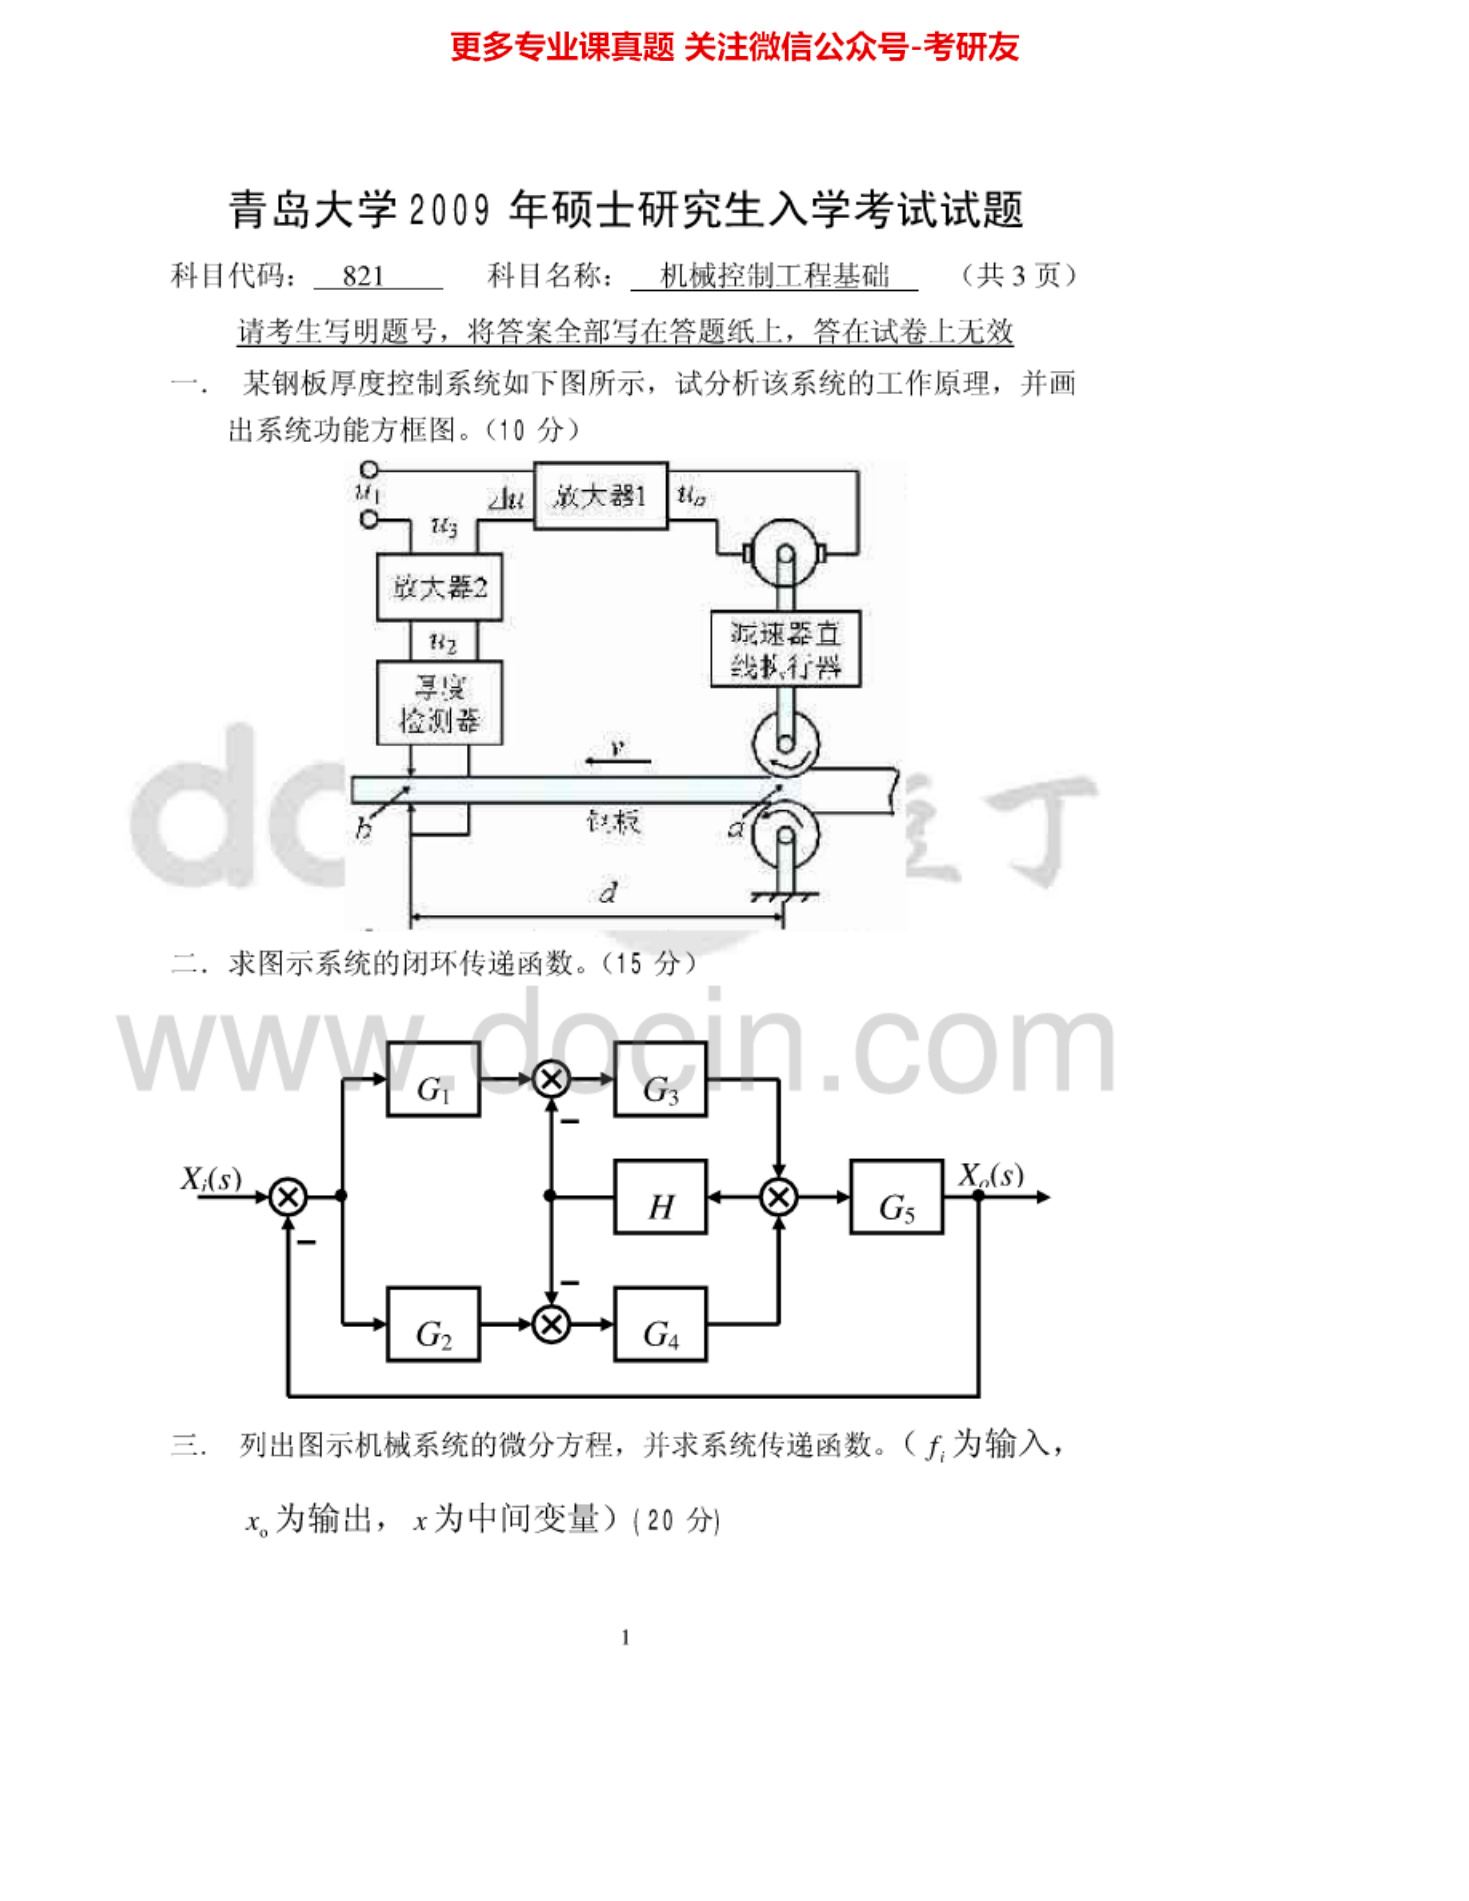 更多专业课真题 关注微信公众号-考研友
青岛大学2009 年硕士研究生入学考试试题
科目代码： 821 科目名称： 机械控制工程基础 （共3页）
请考生写明题号，将答案全部写在答题纸上，答在试卷上无效
一． 某钢板厚度控制系统如下图所示，试分析该系统的工作原理，并画
出系统功能方框图。（10 分）
u1
u3
Δu
放大器1
ua
放大器2
u2
减速器直
线执行器
厚度
检测器
v
b
钢板
a
d
二．求图示系统的闭环传递函数。（15 分）
www.docin.com
G1
G3
−
Xi(s)
H
G5
Xo(s)
−
−
G2
G4
三． 列出图示机械系统的微分方程，并求系统传递函数。（ fi 为输入，
xo 为输出， x 为中间变量）(20 分)
1